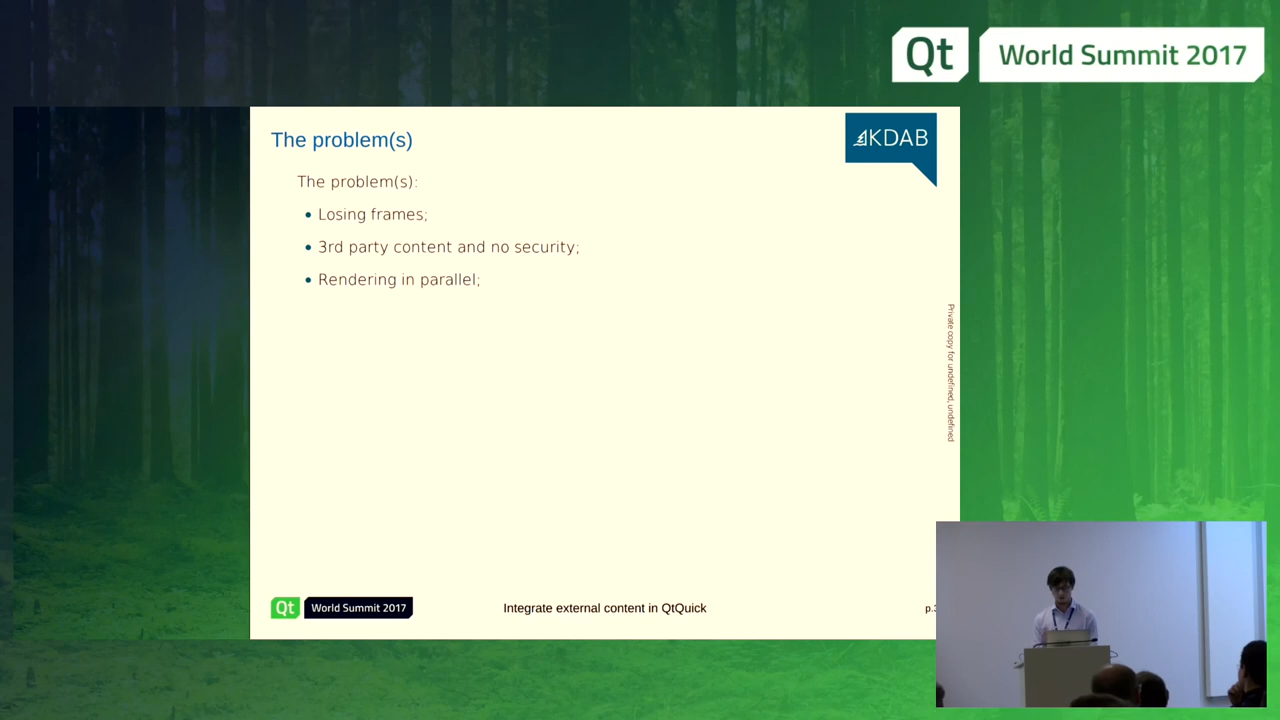 Qt World Summit 2017
The problem(s)
KDAB
The problem(s):
Losing frames;
3rd party content and no security;
Rendering in parallel;
Private copy for undefined, undefined
Qt World Summit 2017
Integrate external content in QtQuick
p.3